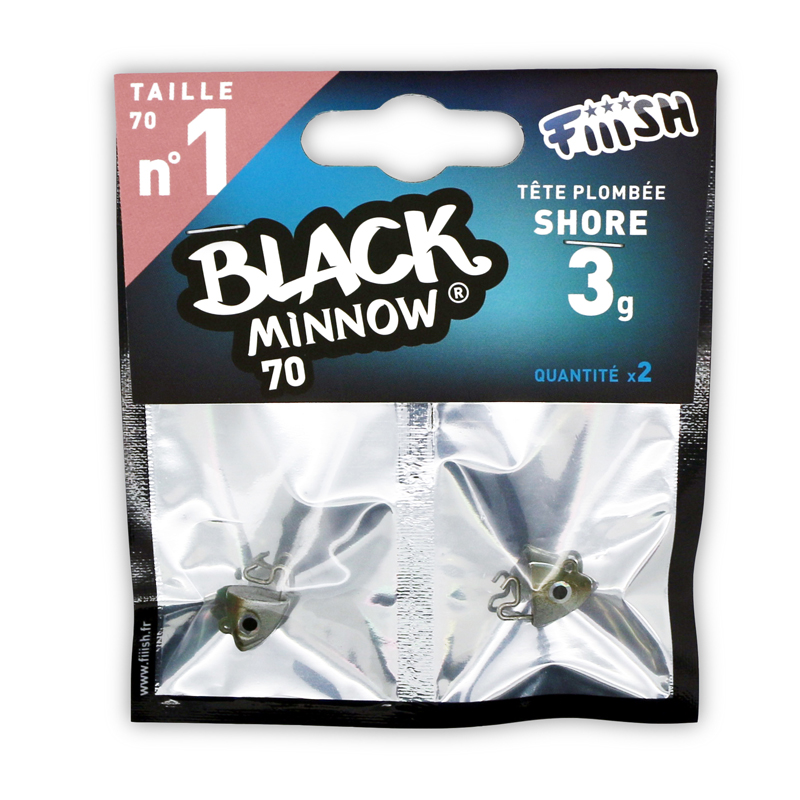 TAILLE
70
n°1
FiiiSH
TÊTE PLOMBÉE
SHORE
3g
BLACK
MiNNOW®
70
QUANTITÉ x2
www.fiiish.fr